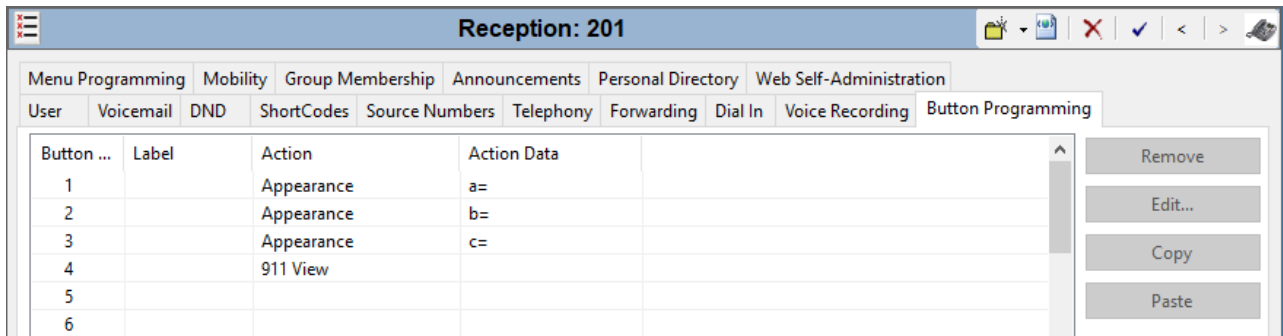 Reception: 201
Menu Programming Mobility Group Membership Announcements Personal Directory Web Self-Administration
User Voicemail DND ShortCodes Source Numbers Telephony Forwarding Dial In Voice Recording Button Programming
Button ... Label Action Action Data
Remove
1 Appearance a=
2 Appearance b=
Edit...
3 Appearance c=
Copy
4 911 View
5
Paste
6